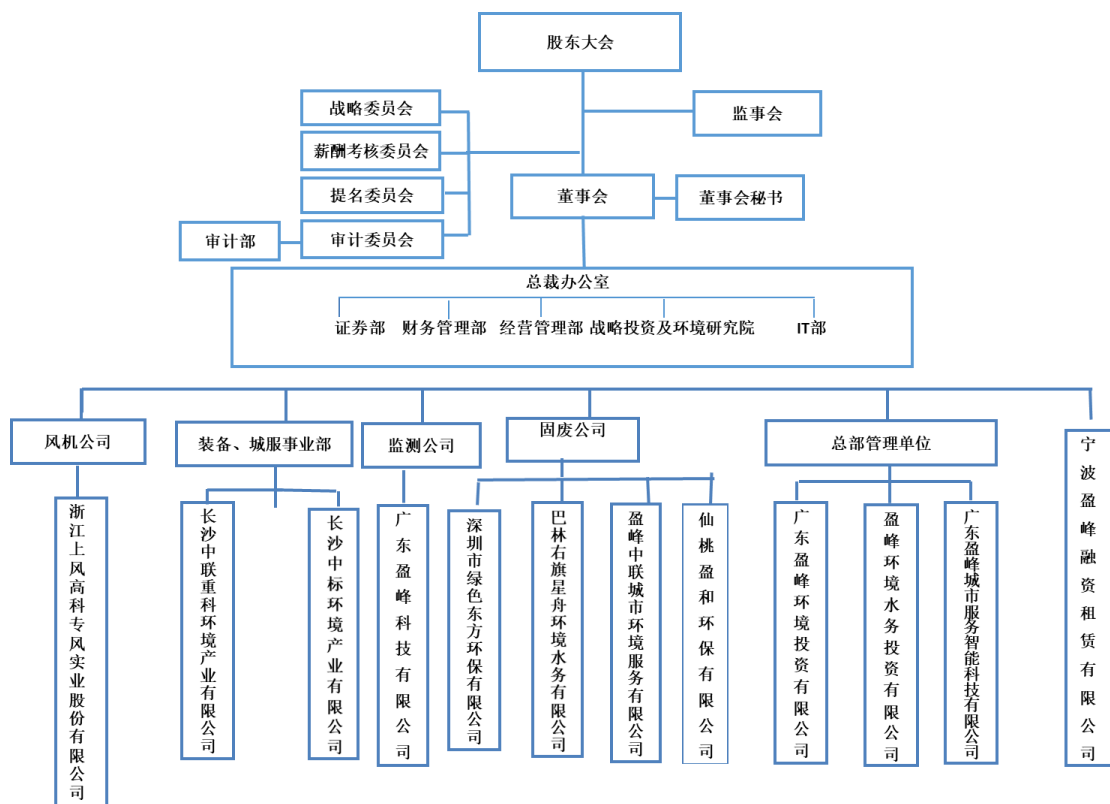 股东大会
战略委员会
监事会
薪酬考核委员会
提名委员会
董事会
董事会秘书
审计部
审计委员会
总裁办公室
证券部
财务管理部
经营管理部
战略投资及环境研究院
IT部
风机公司
装备、城服事业部
监测公司
固废公司
总部管理单位
宁波盈峰融资租赁有限公司
浙江上风高科专风实业股份有限公司
长沙中联重科环境产业有限公司
长沙中标环境产业有限公司
广东盈峰科技有限公司
深圳市绿色东方环保有限公司
巴林右旗星舟环境水务有限公司
盈峰中联城市环境服务有限公司
仙桃盈和环保有限公司
广东盈峰环境投资有限公司
盈峰环境水务投资有限公司
广东盈峰城市服务智能科技有限公司